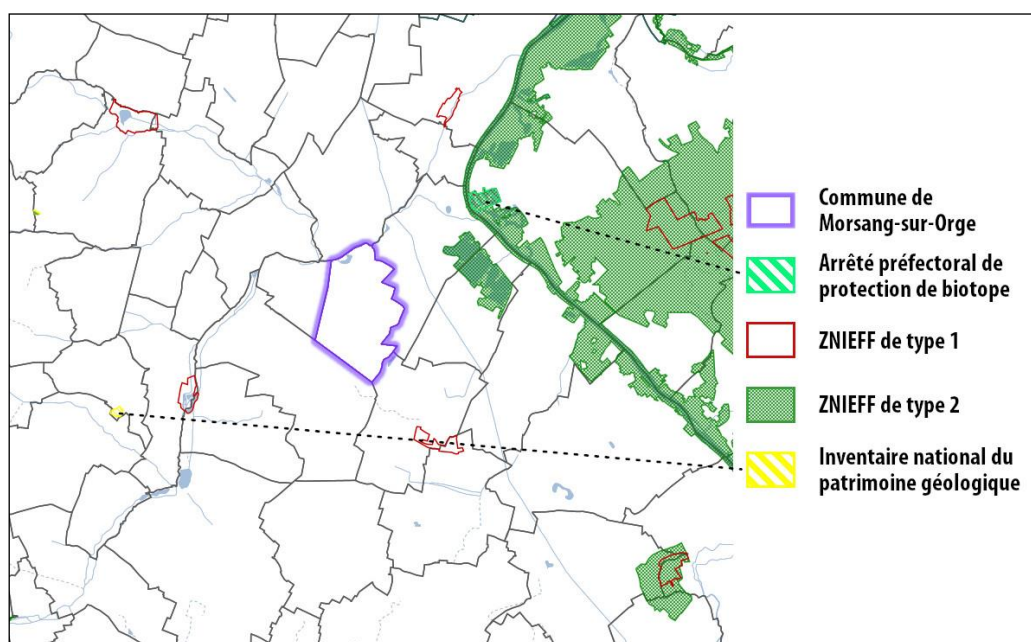 Commune de
Morsang-sur-Orge
Arrêté préfectoral de
protection de biotope
ZNIEFF de type 1
ZNIEFF de type 2
Inventaire national du
patrimoine géologique